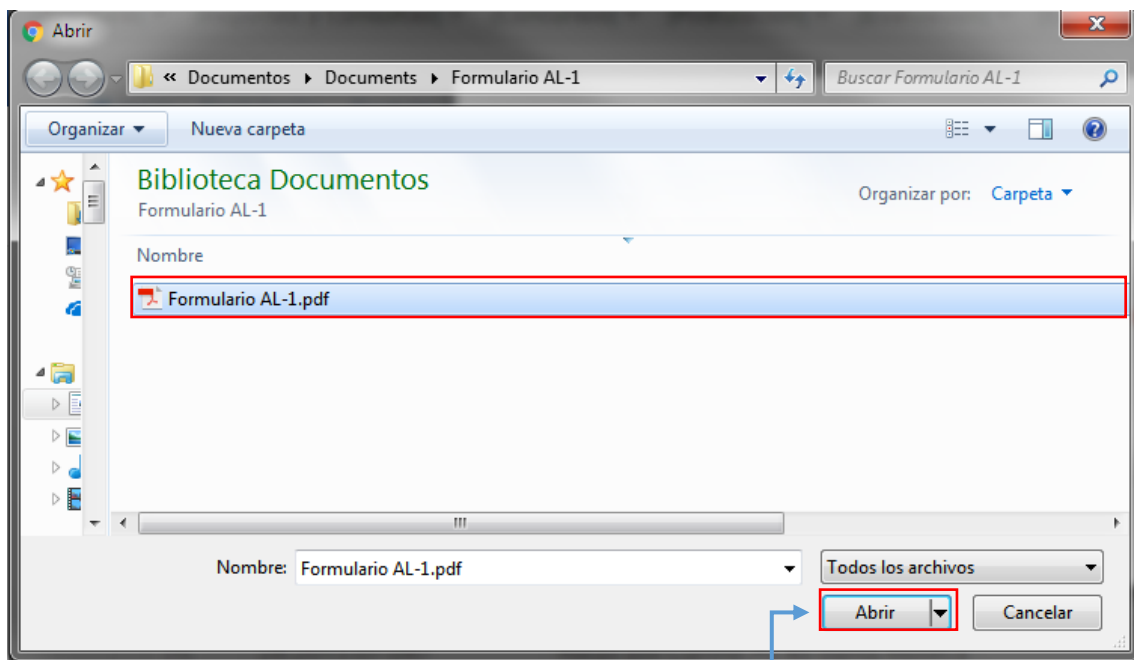 Abrir
« Documentos Documents Formulario AL-1
Buscar Formulario AL-1
Organizar Nueva carpeta
Biblioteca Documentos
Formulario AL-1
Organizar por: Carpeta
Nombre
Formulario AL-1.pdf
Nombre: Formulario AL-1.pdf
Todos los archivos
Abrir
Cancelar